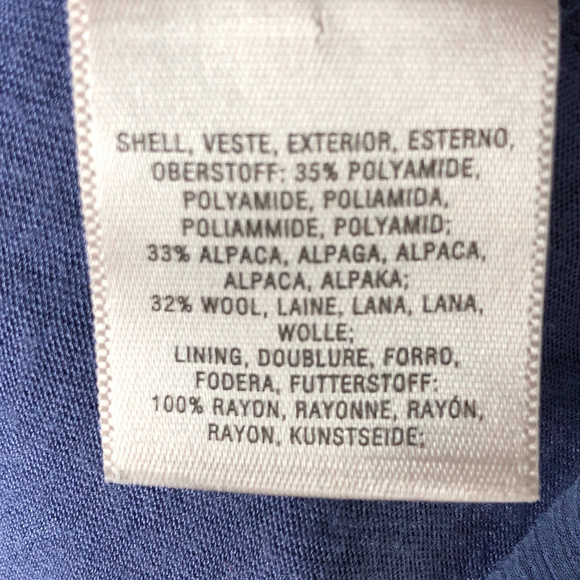 SHELL, VESTE, EXTERIOR, ESTERNO,
OBERSTOFF: 35% POLYAMIDE,
POLYAMIDE, POLIAMIDA,
POLIAMMIDE, POLYAMID;
33% ALPACA, ALPAGA, ALPACA,
ALPACA, ALPAKA;
32% WOOL, LAINE, LANA, LANA,
WOLLE;
LINING, DOUBLURE, FORRO,
FODERA, FUTTERSTOFF:
100% RAYON, RAYONNE, RAYÓN,
RAYON, KUNSTSEIDE;